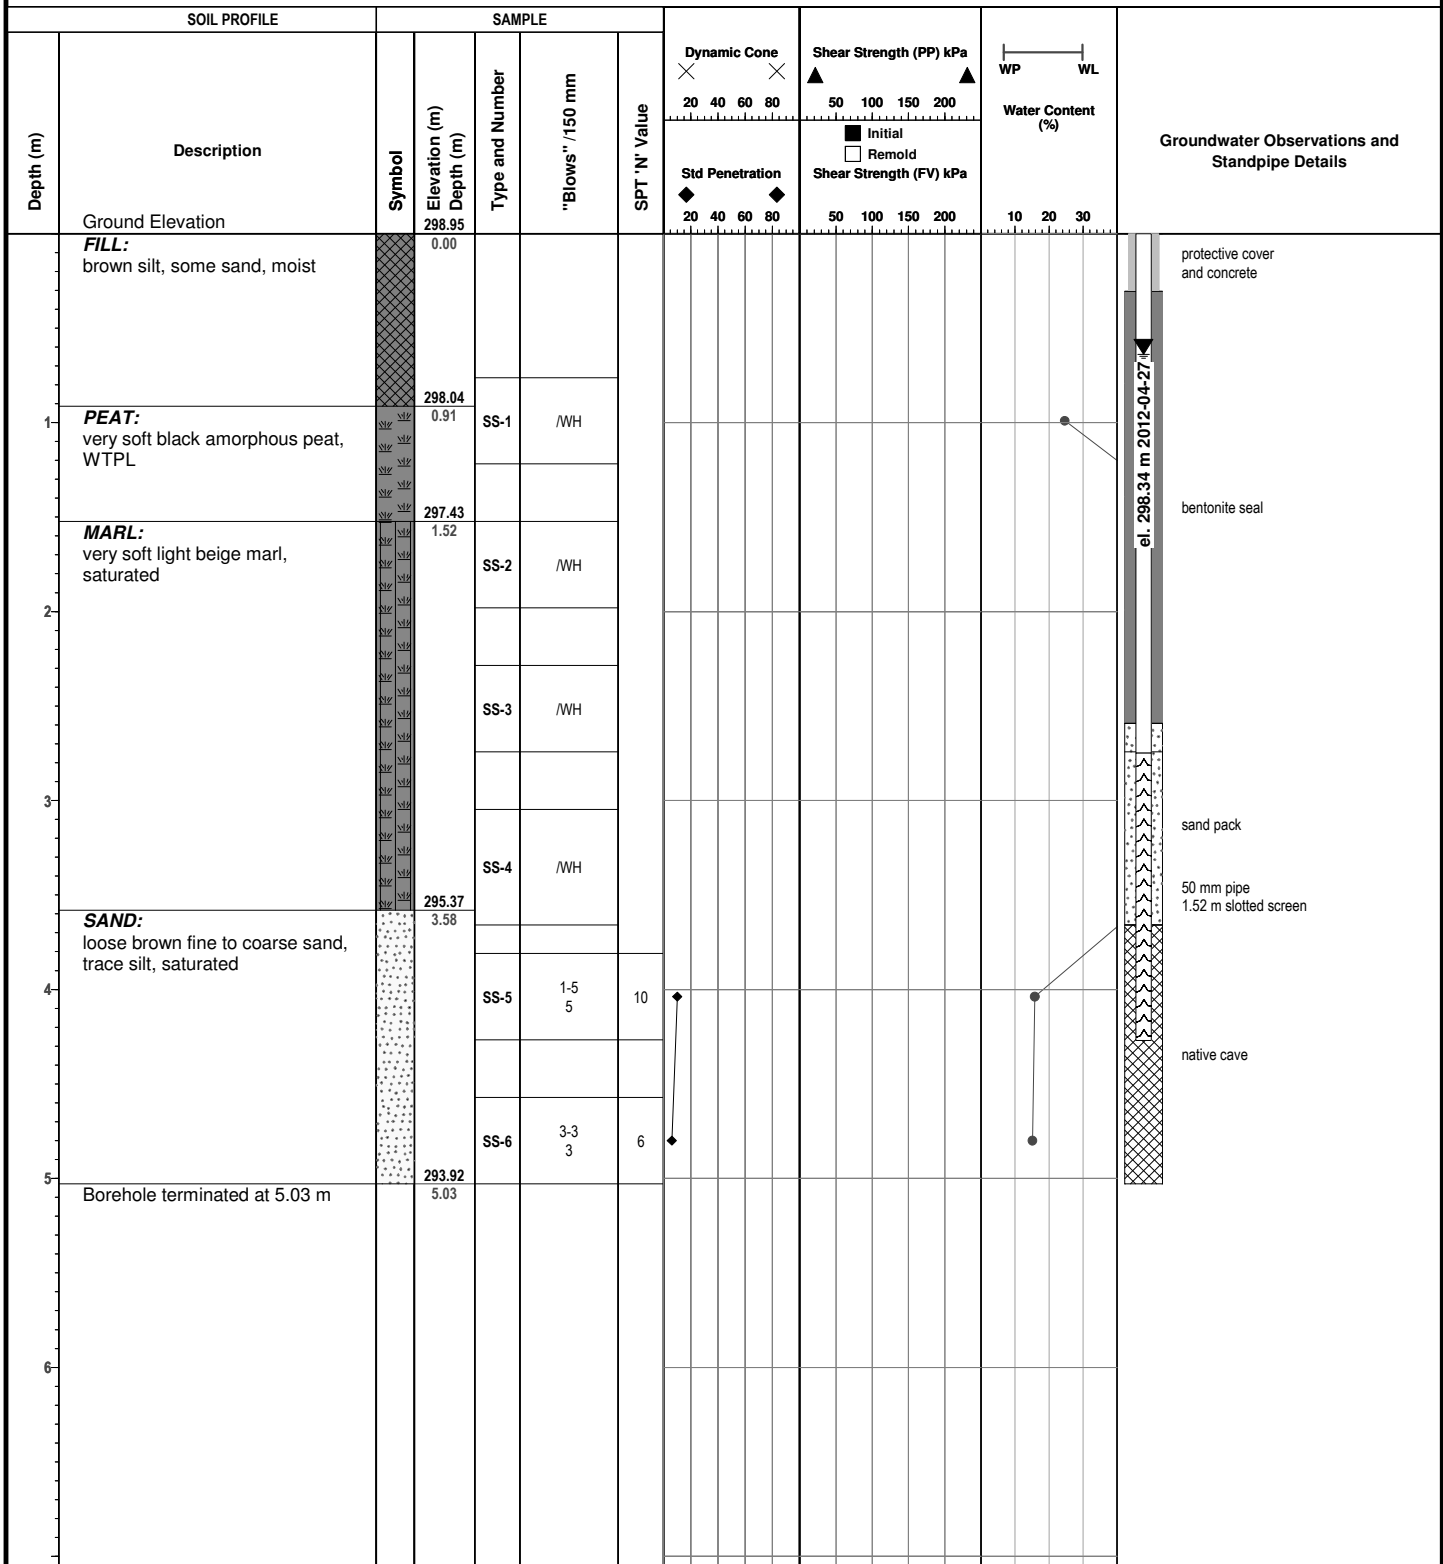 SOIL PROFILE
SAMPLE
Depth (m)
Description
Symbol
Elevation (m)
Depth (m)
Type and Number
"Blows" /150 mm
SPT 'N' Value
Dynamic Cone
20 40 60 80
Std Penetration
20 40 60 80
Shear Strength (PP) kPa
50 100 150 200
Initial
Remold
Shear Strength (FV) kPa
50 100 150 200
WP WL
Water Content
(%)
10 20 30
Groundwater Observations and
Standpipe Details
Ground Elevation
298.95
FILL:
0.00
brown silt, some sand, moist
protective cover
and concrete
298.04
1
PEAT:
0.91
very soft black amorphous peat,
WTPL
SS-1
/WH
el. 298.34 m 2012-04-27
297.43
MARL:
1.52
very soft light beige marl,
saturated
bentonite seal
SS-2
/WH
2
SS-3
/WH
3
sand pack
SS-4
/WH
50 mm pipe
1.52 m slotted screen
295.37
SAND:
3.58
loose brown fine to coarse sand,
trace silt, saturated
4
SS-5
1-5
5
10
native cave
SS-6
3-3
3
6
293.92
5
Borehole terminated at 5.03 m
5.03
6